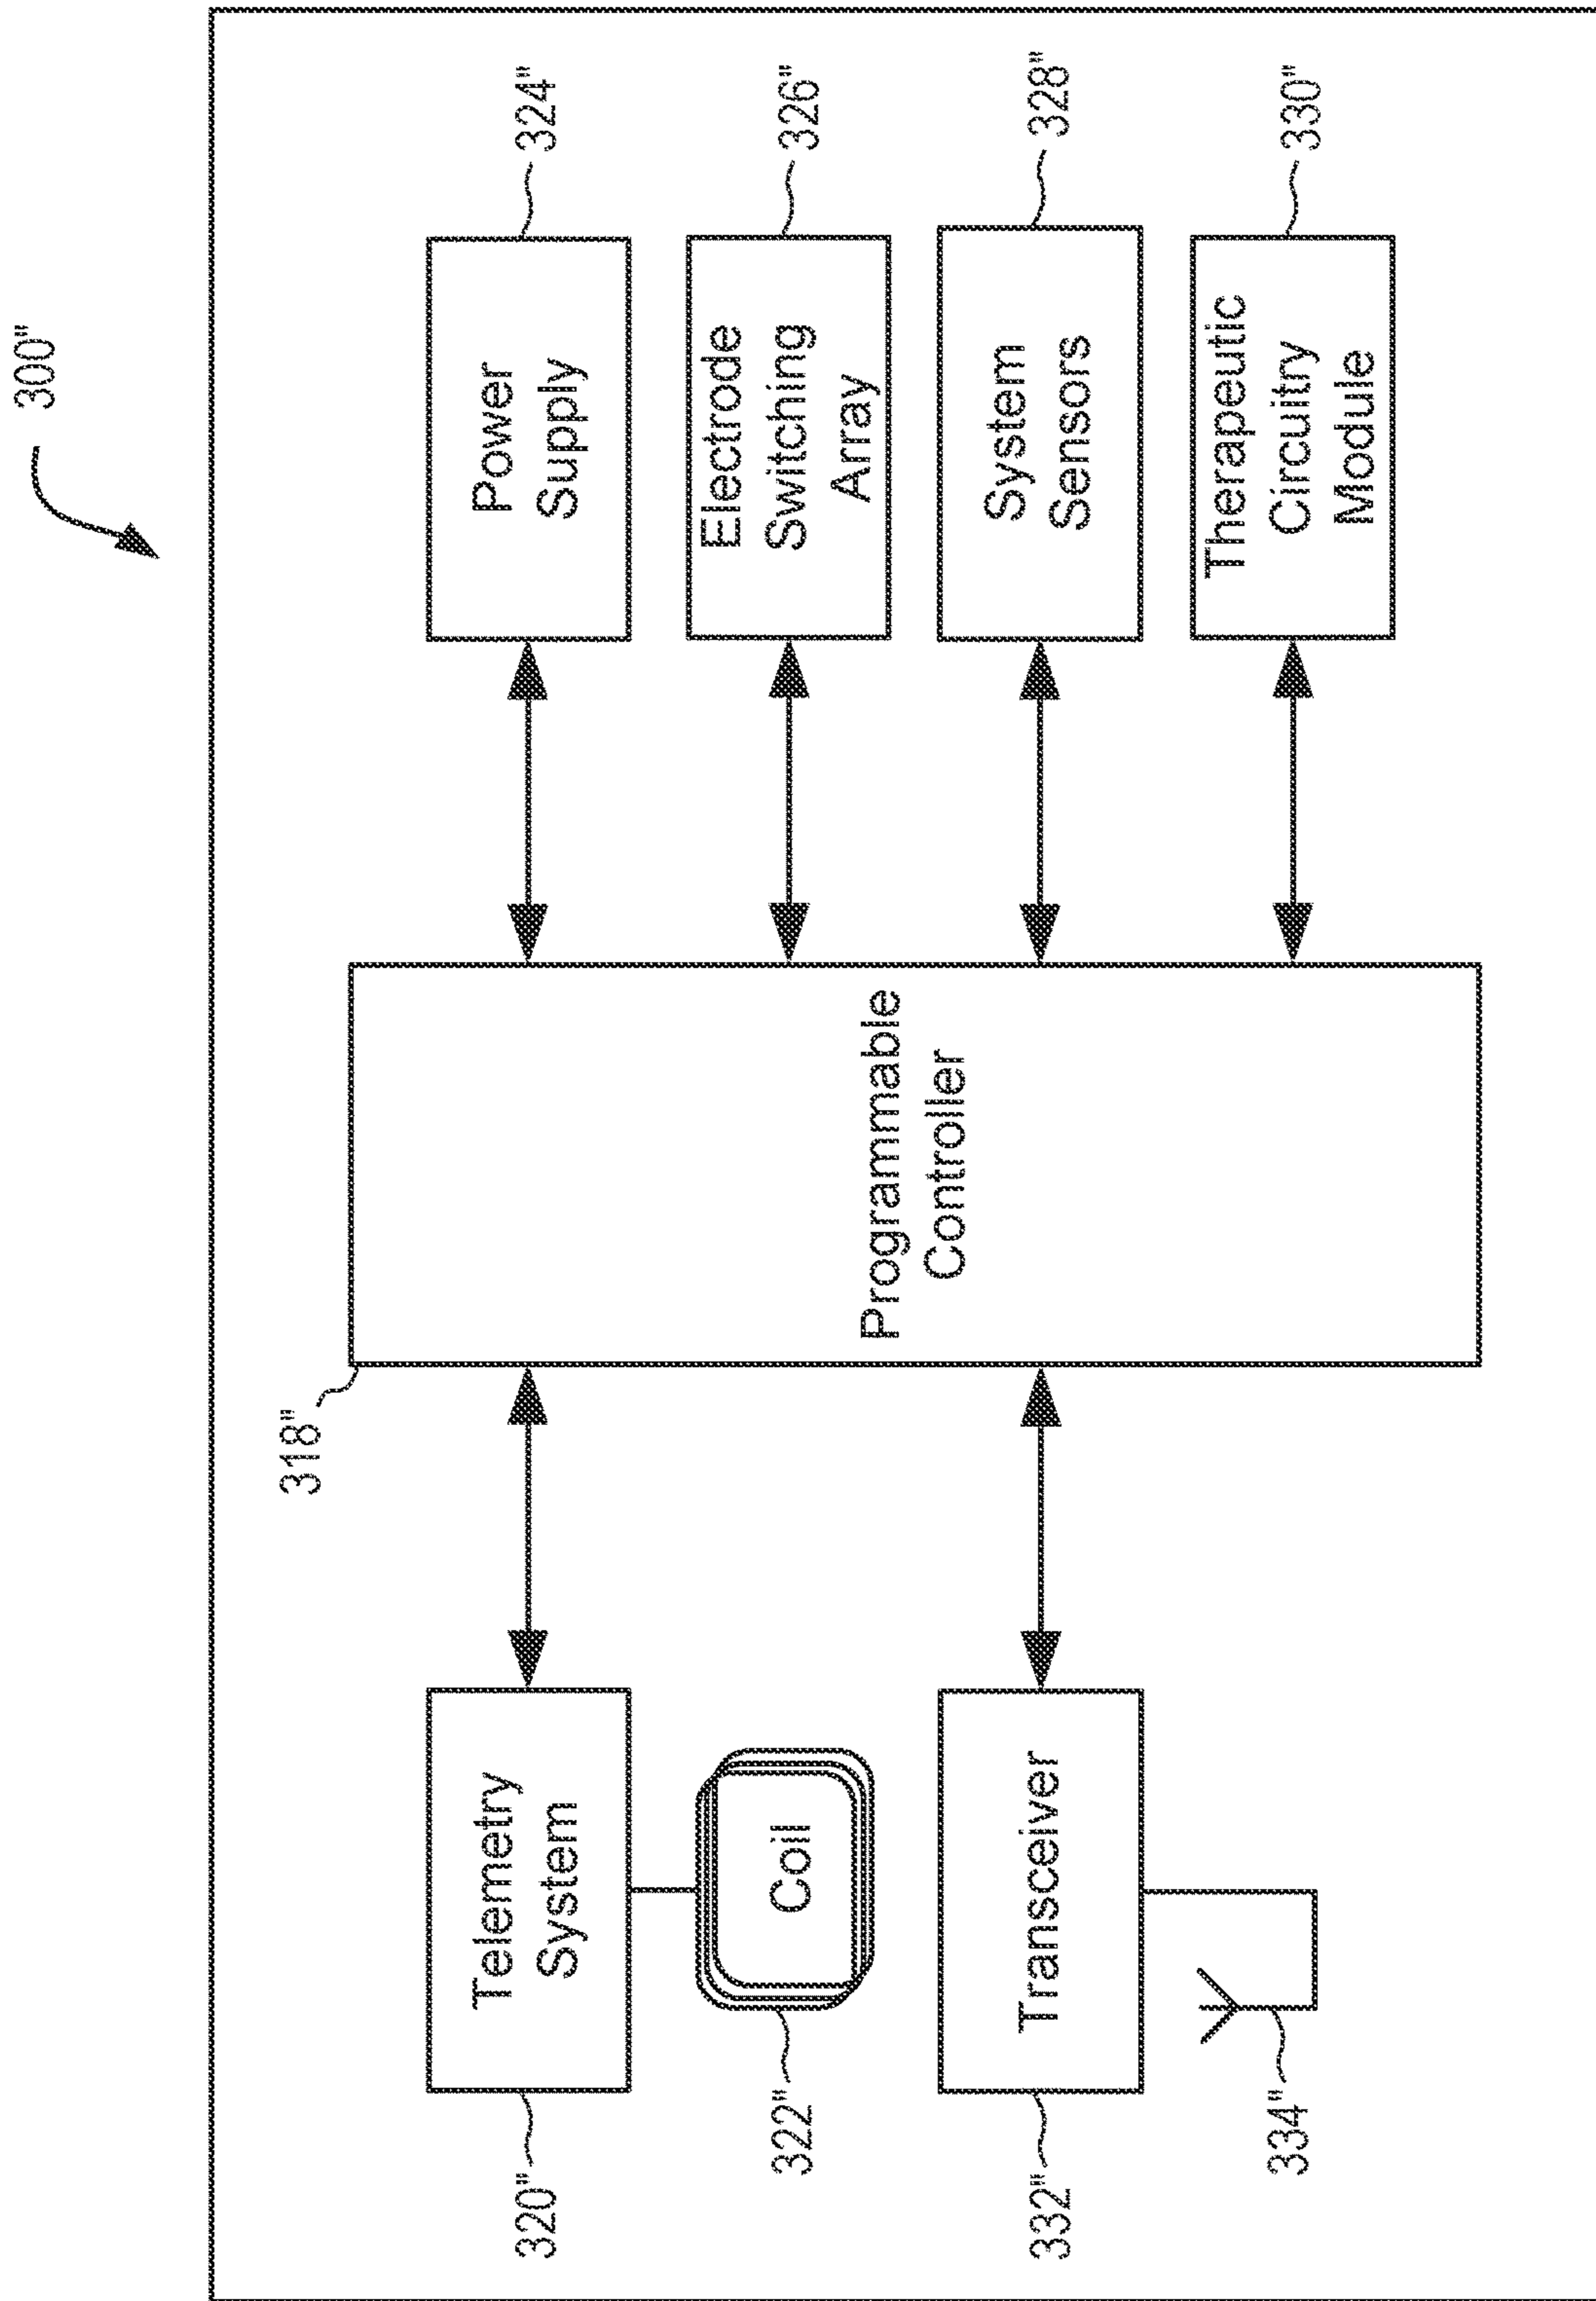 300"
318"
320"
Telemetry
System
322"
Coil
332"
Transceiver
334"
Programmable
Controller
Power
Supply
324"
Electrode
Switching
Array
326"
System
Sensors
328"
Therapeutic
Circuitry
Module
330"